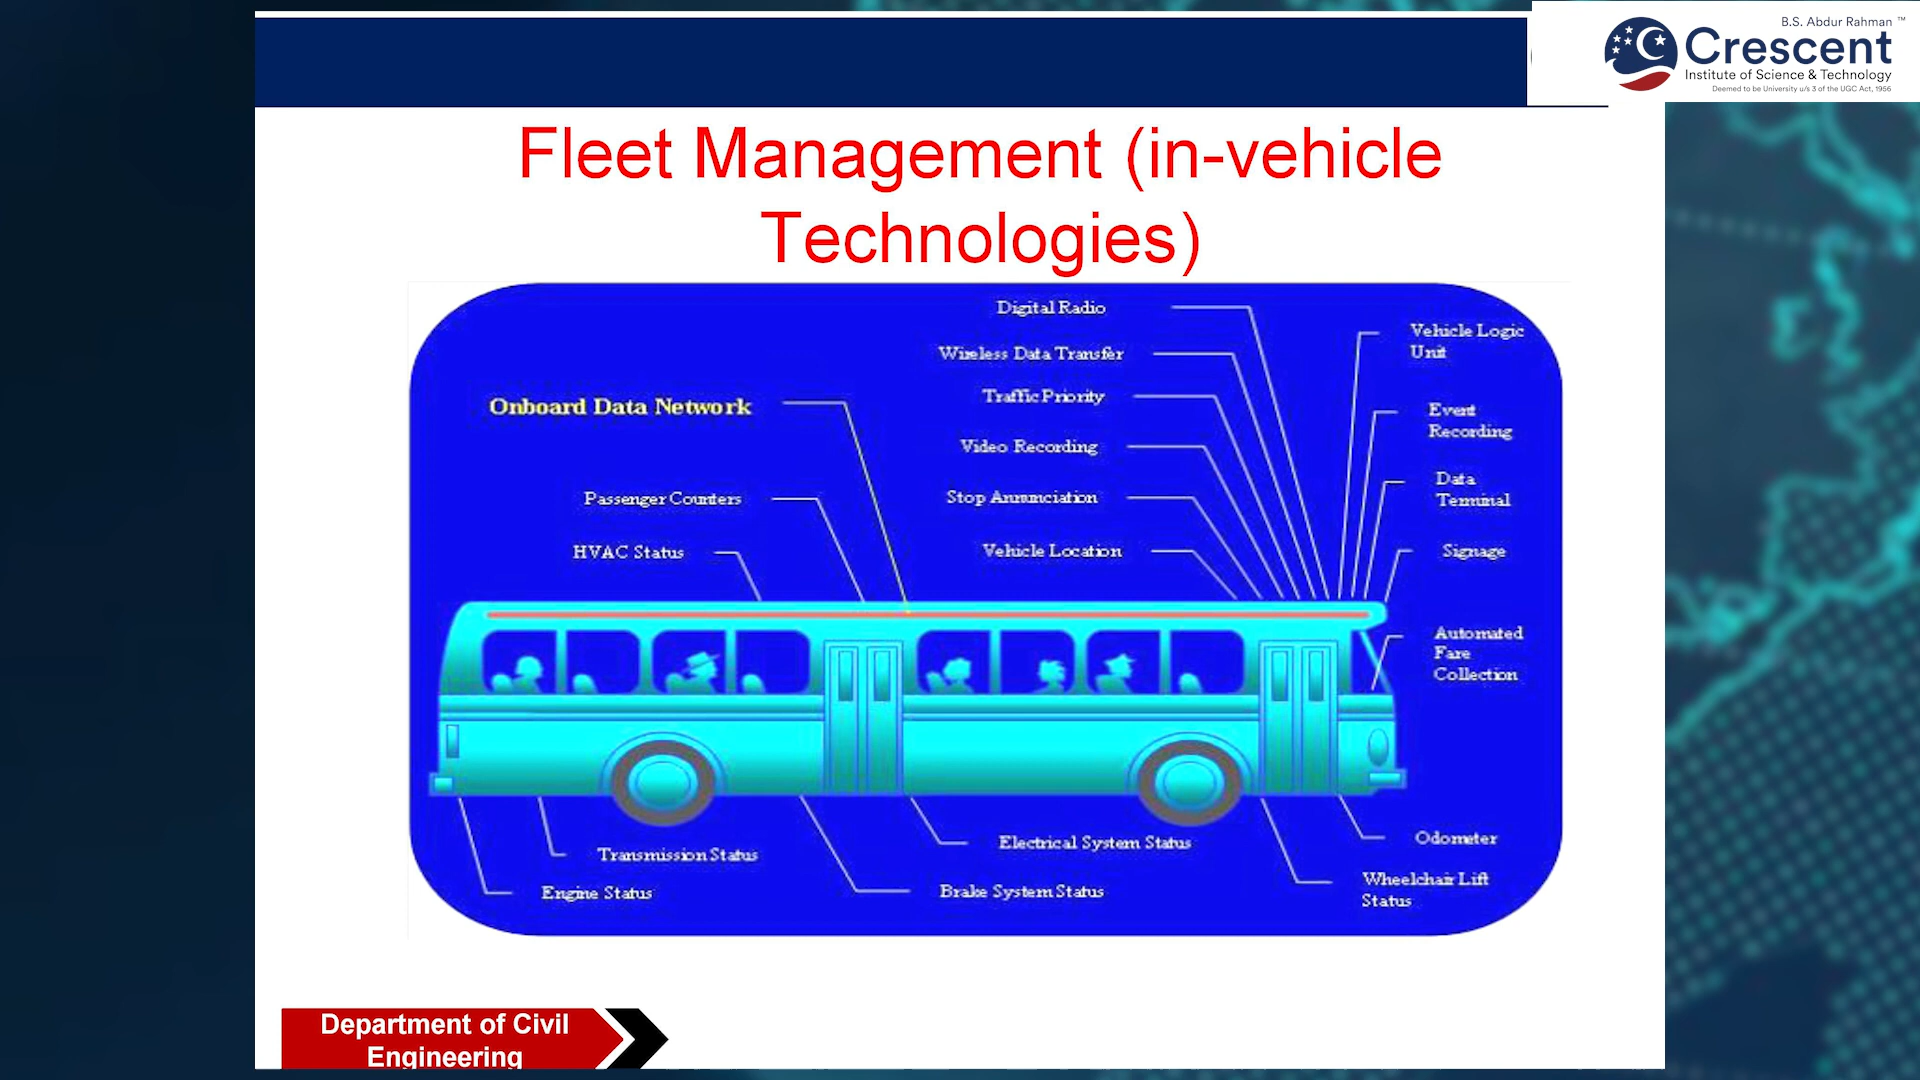 B.S. Abdur Rahman ™
Crescent
Institute of Science & Technology
Deemed to be University u/s 3 of the UGC Act, 1956
Fleet Management (in-vehicle
Technologies)
Digital Radio
Wireless Data Transfer
Traffic Priority
Video Recording
Stop Annunciation
Vehicle Location
Onboard Data Network
Passenger Counters
HVAC Status
Vehicle Logic
Unit
Event
Recording
Data
Terminal
Signage
Automated
Fare
Collection
Transmission Status
Engine Status
Electrical System Status
Brake System Status
Odometer
Wheelchair Lift
Status
Department of Civil
Engineering